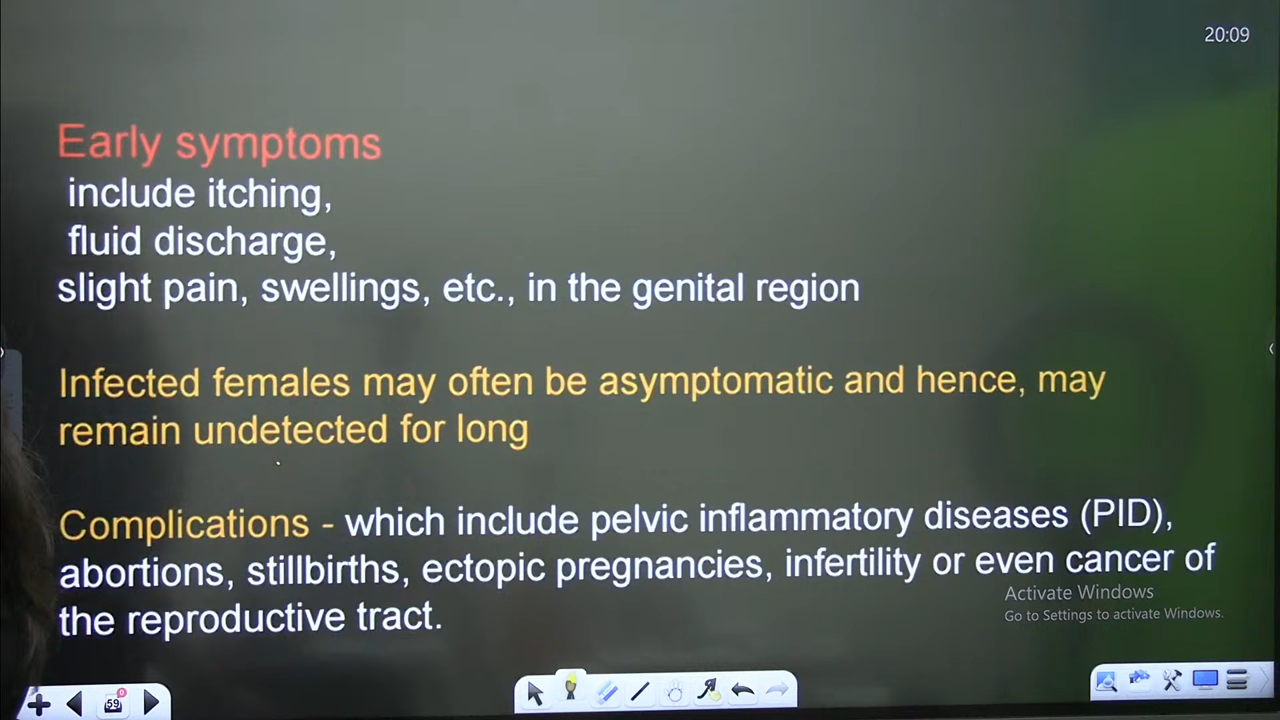 20:09
Early symptoms
include itching,
fluid discharge,
slight pain, swellings, etc., in the genital region
Infected females may often be asymptomatic and hence, may
remain undetected for long
Complications - which include pelvic inflammatory diseases (PID),
abortions, stillbirths, ectopic pregnancies, infertility or even cancer of
the reproductive tract.
Activate Windows
Go to Settings to activate Windows.
59
0